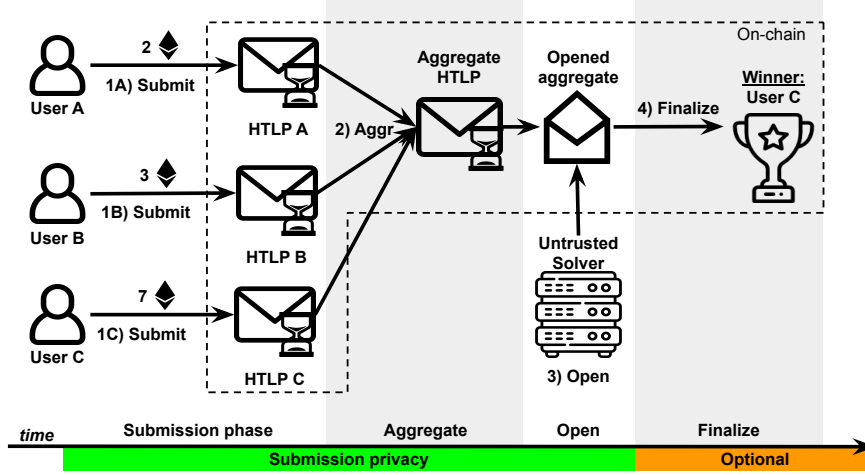 On-chain
2
1A) Submit
User A
HTLP A
3
1B) Submit
User B
HTLP B
7
1C) Submit
User C
HTLP C
2) Aggr
Aggregate
HTLP
Opened
aggregate
4) Finalize
Winner:
User C
Untrusted
Solver
3) Open
time
Submission phase
Aggregate
Open
Finalize
Submission privacy
Optional